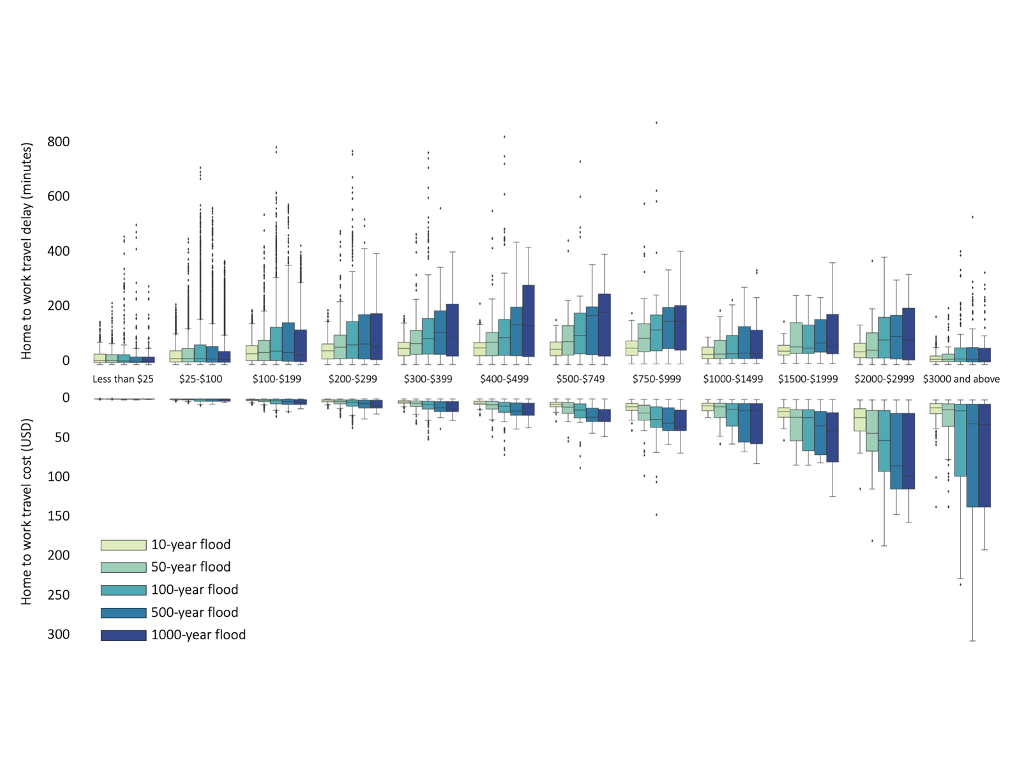 Home to work travel delay (minutes)
800
600
400
200
0
Less than $25 $25-$100 $100-$199 $200-$299 $300-$399 $400-$499 $500-$749 $750-$999 $1000-$1499 $1500-$1999 $2000-$2999 $3000 and above
Home to work travel cost (USD)
0
50
100
150
200
250
300
10-year flood
50-year flood
100-year flood
500-year flood
1000-year flood